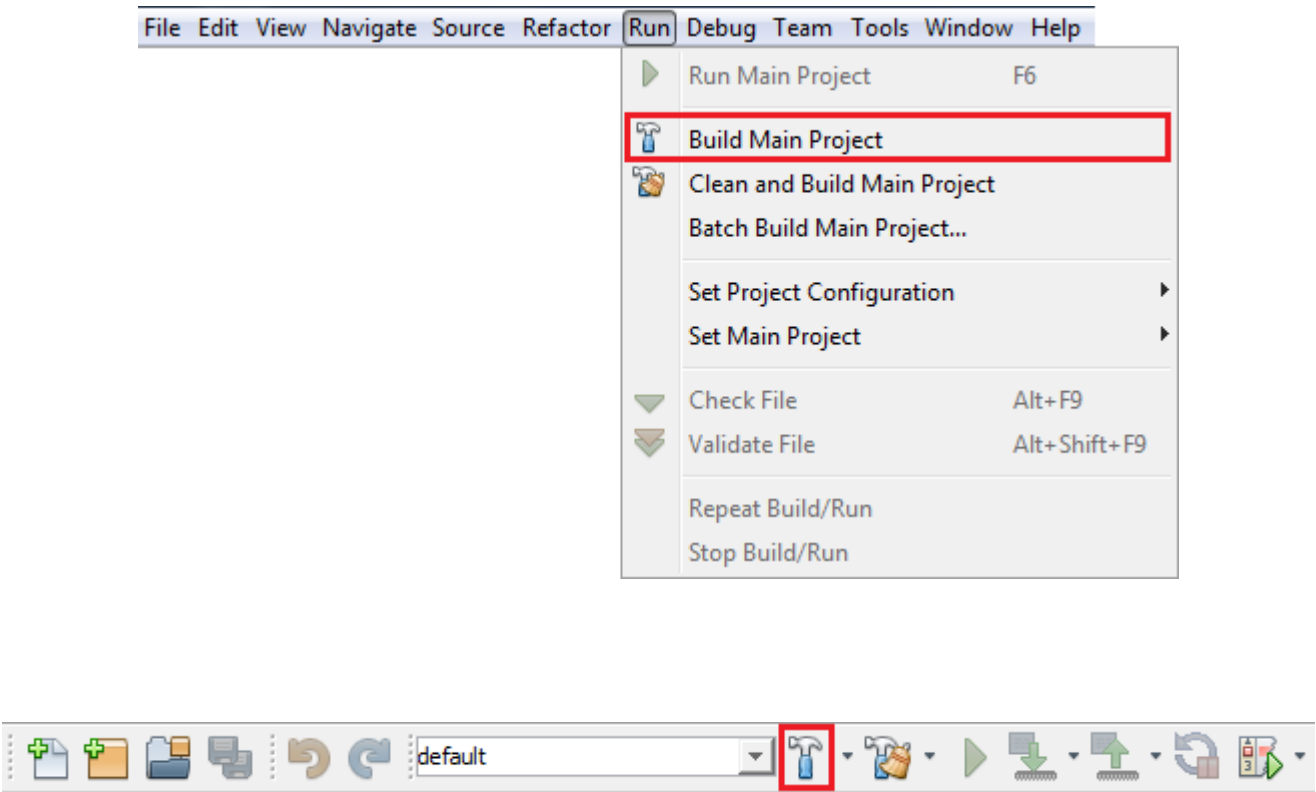 File Edit View Navigate Source Refactor Run Debug Team Tools Window Help
Run Main Project F6
Build Main Project
Clean and Build Main Project
Batch Build Main Project...
Set Project Configuration
Set Main Project
Check File Alt+F9
Validate File Alt+Shift+F9
Repeat Build/Run
Stop Build/Run
default